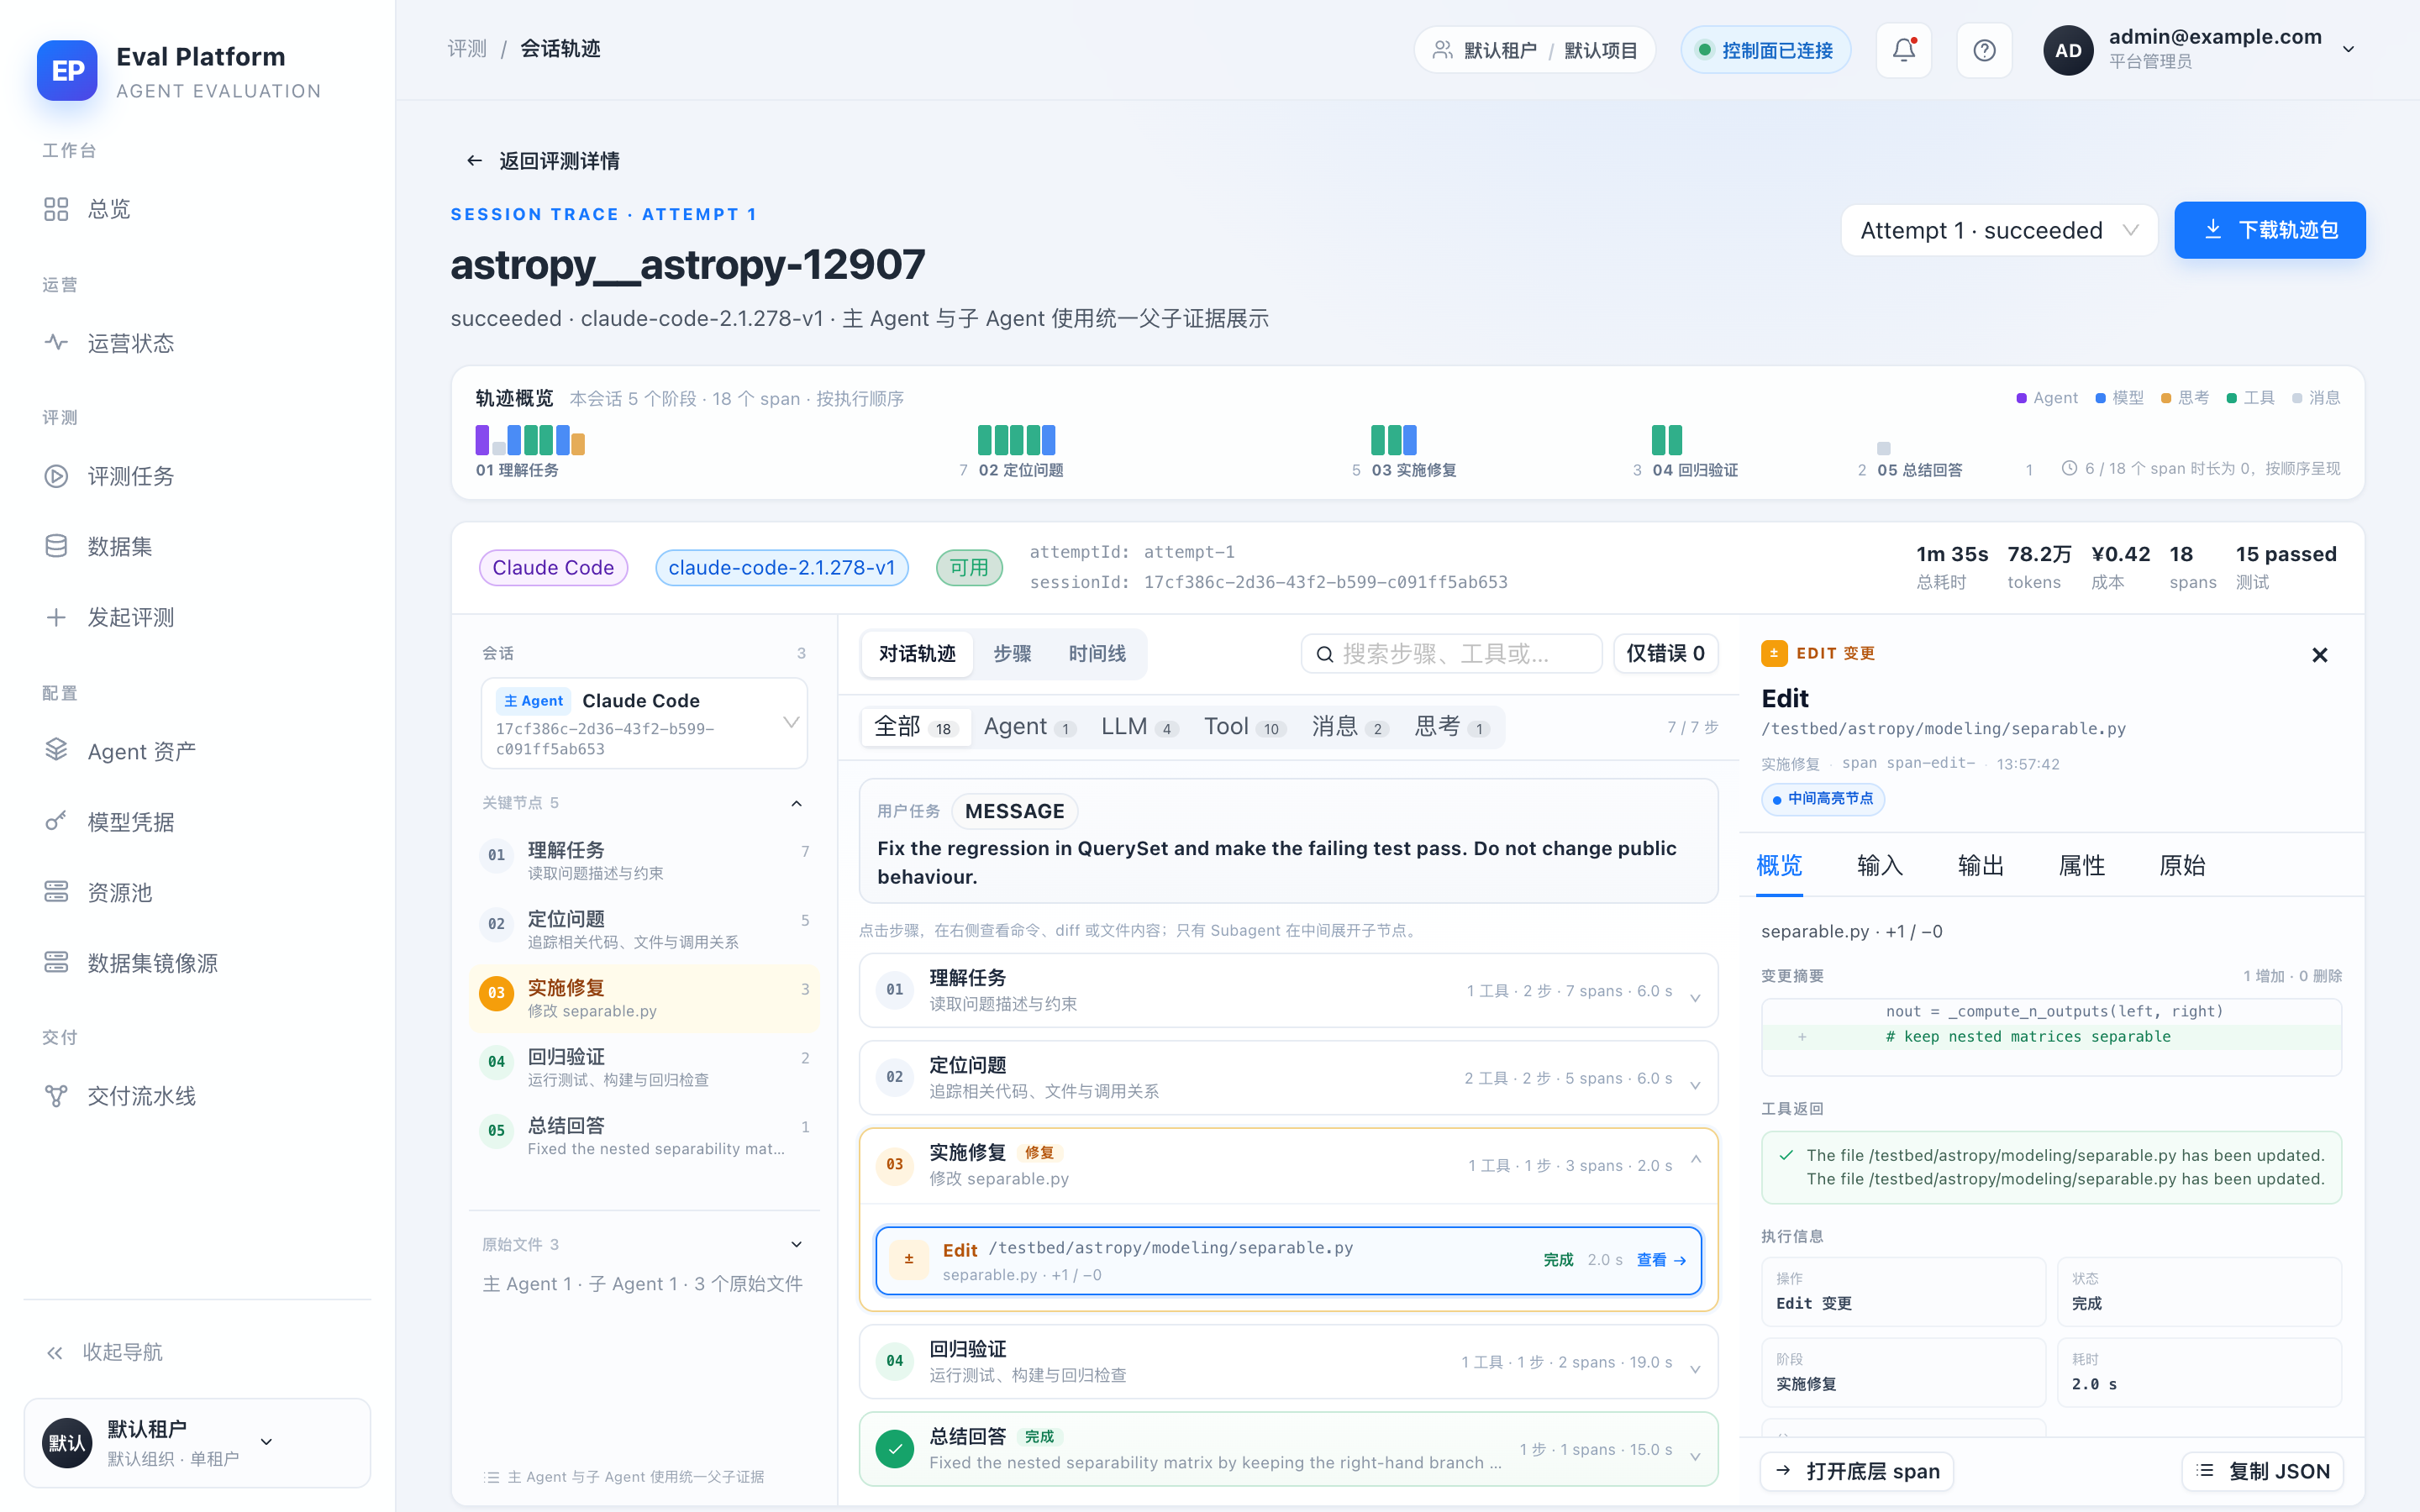 EP
Eval Platform
AGENT EVALUATION
工作台
总览
运营
运营状态
评测
评测任务
数据集
发起评测
配置
Agent 资产
模型凭据
资源池
数据集镜像源
交付
交付流水线
收起导航
默认
默认租户
默认组织 · 单租户
评测 / 会话轨迹
默认租户 / 默认项目
控制面已连接
AD
admin@example.com
平台管理员
返回评测详情
SESSION TRACE · ATTEMPT 1
astropy__astropy-12907
succeeded · claude-code-2.1.278-v1 · 主 Agent 与子 Agent 使用统一父子证据展示
Attempt 1 · succeeded
下载轨迹包
轨迹概览 本会话 5 个阶段 · 18 个 span · 按执行顺序
Agent 模型 思考 工具 消息
01 理解任务 7
02 定位问题 5
03 实施修复 3
04 回归验证 2
05 总结回答 1
6 / 18 个 span 时长为 0，按顺序呈现
Claude Code
claude-code-2.1.278-v1
可用
attemptId: attempt-1
sessionId: 17cf386c-2d36-43f2-b599-c091ff5ab653
1m 35s 78.2万 ¥0.42 18 15 passed
总耗时 tokens 成本 spans 测试
会话 3
主 Agent Claude Code
17cf386c-2d36-43f2-b599-
c091ff5ab653
关键节点 5
01 理解任务 7
读取问题描述与约束
02 定位问题 5
追踪相关代码、文件与调用关系
03 实施修复 3
修改 separable.py
04 回归验证 2
运行测试、构建与回归检查
05 总结回答 1
Fixed the nested separability mat...
原始文件 3
主 Agent 1 · 子 Agent 1 · 3 个原始文件
主 Agent 与子 Agent 使用统一父子证据
对话轨迹 步骤 时间线
搜索步骤、工具或...
仅错误 0
全部 18 Agent 1 LLM 4 Tool 10 消息 2 思考 1
7 / 7 步
用户任务 MESSAGE
Fix the regression in QuerySet and make the failing test pass. Do not change public
behaviour.
点击步骤，在右侧查看命令、diff 或文件内容；只有 Subagent 在中间展开子节点。
01 理解任务
读取问题描述与约束
1 工具 · 2 步 · 7 spans · 6.0 s
02 定位问题
追踪相关代码、文件与调用关系
2 工具 · 2 步 · 5 spans · 6.0 s
03 实施修复 修复
修改 separable.py
1 工具 · 1 步 · 3 spans · 2.0 s
± Edit /testbed/astropy/modeling/separable.py
separable.py · +1 / −0
完成 2.0 s 查看 →
04 回归验证
运行测试、构建与回归检查
1 工具 · 1 步 · 2 spans · 19.0 s
总结回答 完成
Fixed the nested separability matrix by keeping the right-hand branch ...
1 步 · 1 spans · 15.0 s
± EDIT 变更
Edit
/testbed/astropy/modeling/separable.py
实施修复 · span span-edit- · 13:57:42
中间高亮节点
概览 输入 输出 属性 原始
separable.py · +1 / −0
变更摘要 1 增加 · 0 删除
nout = _compute_n_outputs(left, right)
+ # keep nested matrices separable
工具返回
The file /testbed/astropy/modeling/separable.py has been updated.
The file /testbed/astropy/modeling/separable.py has been updated.
执行信息
操作
Edit 变更
状态
完成
阶段
实施修复
耗时
2.0 s
打开底层 span
复制 JSON